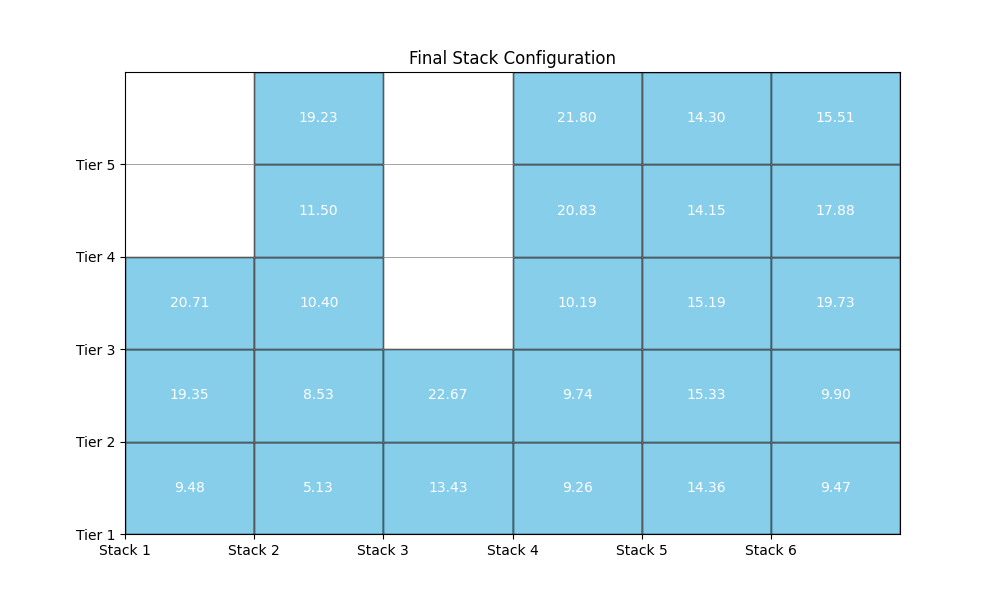 Final Stack Configuration
19.23 21.80 14.30 15.51
Tier 5
11.50 20.83 14.15 17.88
Tier 4
20.71 10.40 10.19 15.19 19.73
Tier 3
19.35 8.53 22.67 9.74 15.33 9.90
Tier 2
9.48 5.13 13.43 9.26 14.36 9.47
Tier 1
Stack 1 Stack 2 Stack 3 Stack 4 Stack 5 Stack 6